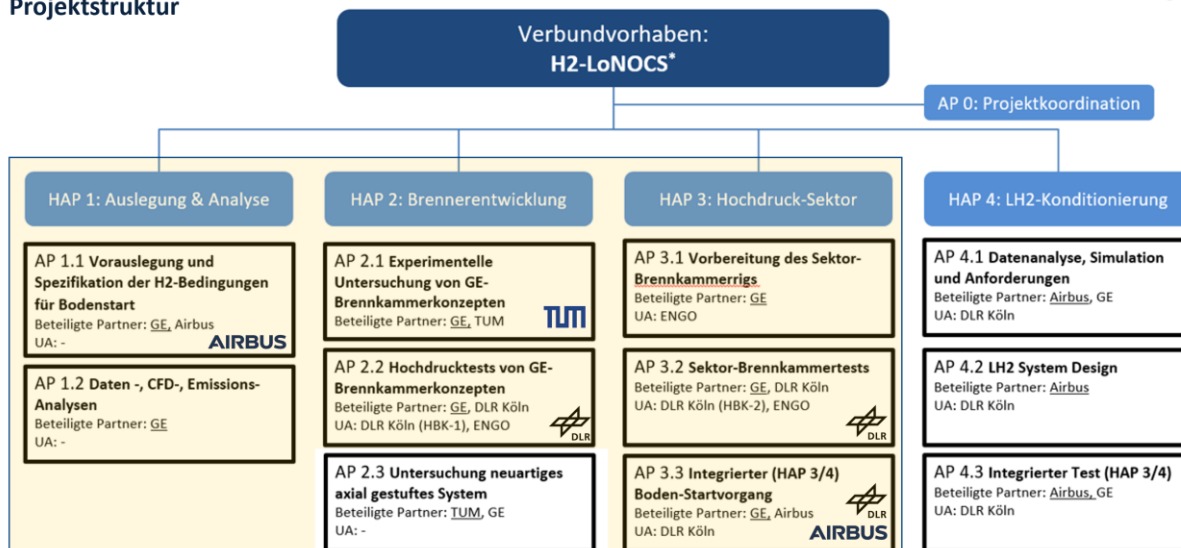 Projektstruktur
Verbundvorhaben:
H2-LoNOCS*
AP 0: Projektkoordination
HAP 1: Auslegung & Analyse
AP 1.1 Vorauslegung und
Spezifikation der H2-Bedingungen
für Bodenstart
Beteiligte Partner: GE, Airbus
UA: -
AIRBUS
AP 1.2 Daten -, CFD-, Emissions-
Analysen
Beteiligte Partner: GE
UA: -
HAP 2: Brennerentwicklung
AP 2.1 Experimentelle
Untersuchung von GE-
Brennkammerkonzepten
Beteiligte Partner: GE, TUM
TUM
AP 2.2 Hochdrucktests von GE-
Brennkammerkonzepten
Beteiligte Partner: GE, DLR Köln
UA: DLR Köln (HBK-1), ENGO
DLR
AP 2.3 Untersuchung neuartiges
axial gestuftes System
Beteiligte Partner: TUM, GE
UA: -
HAP 3: Hochdruck-Sektor
AP 3.1 Vorbereitung des Sektor-
Brennkammerrigs
Beteiligte Partner: GE
UA: ENGO
AP 3.2 Sektor-Brennkammertests
Beteiligte Partner: GE, DLR Köln
UA: DLR Köln (HBK-2), ENGO
DLR
AP 3.3 Integrierter (HAP 3/4)
Boden-Startvorgang
Beteiligte Partner: GE, Airbus
UA: DLR Köln
DLR
AIRBUS
HAP 4: LH2-Konditionierung
AP 4.1 Datenanalyse, Simulation
und Anforderungen
Beteiligte Partner: Airbus, GE
UA: DLR Köln
AP 4.2 LH2 System Design
Beteiligte Partner: Airbus
UA: DLR Köln
AP 4.3 Integrierter Test (HAP 3/4)
Beteiligte Partner: Airbus, GE
UA: DLR Köln